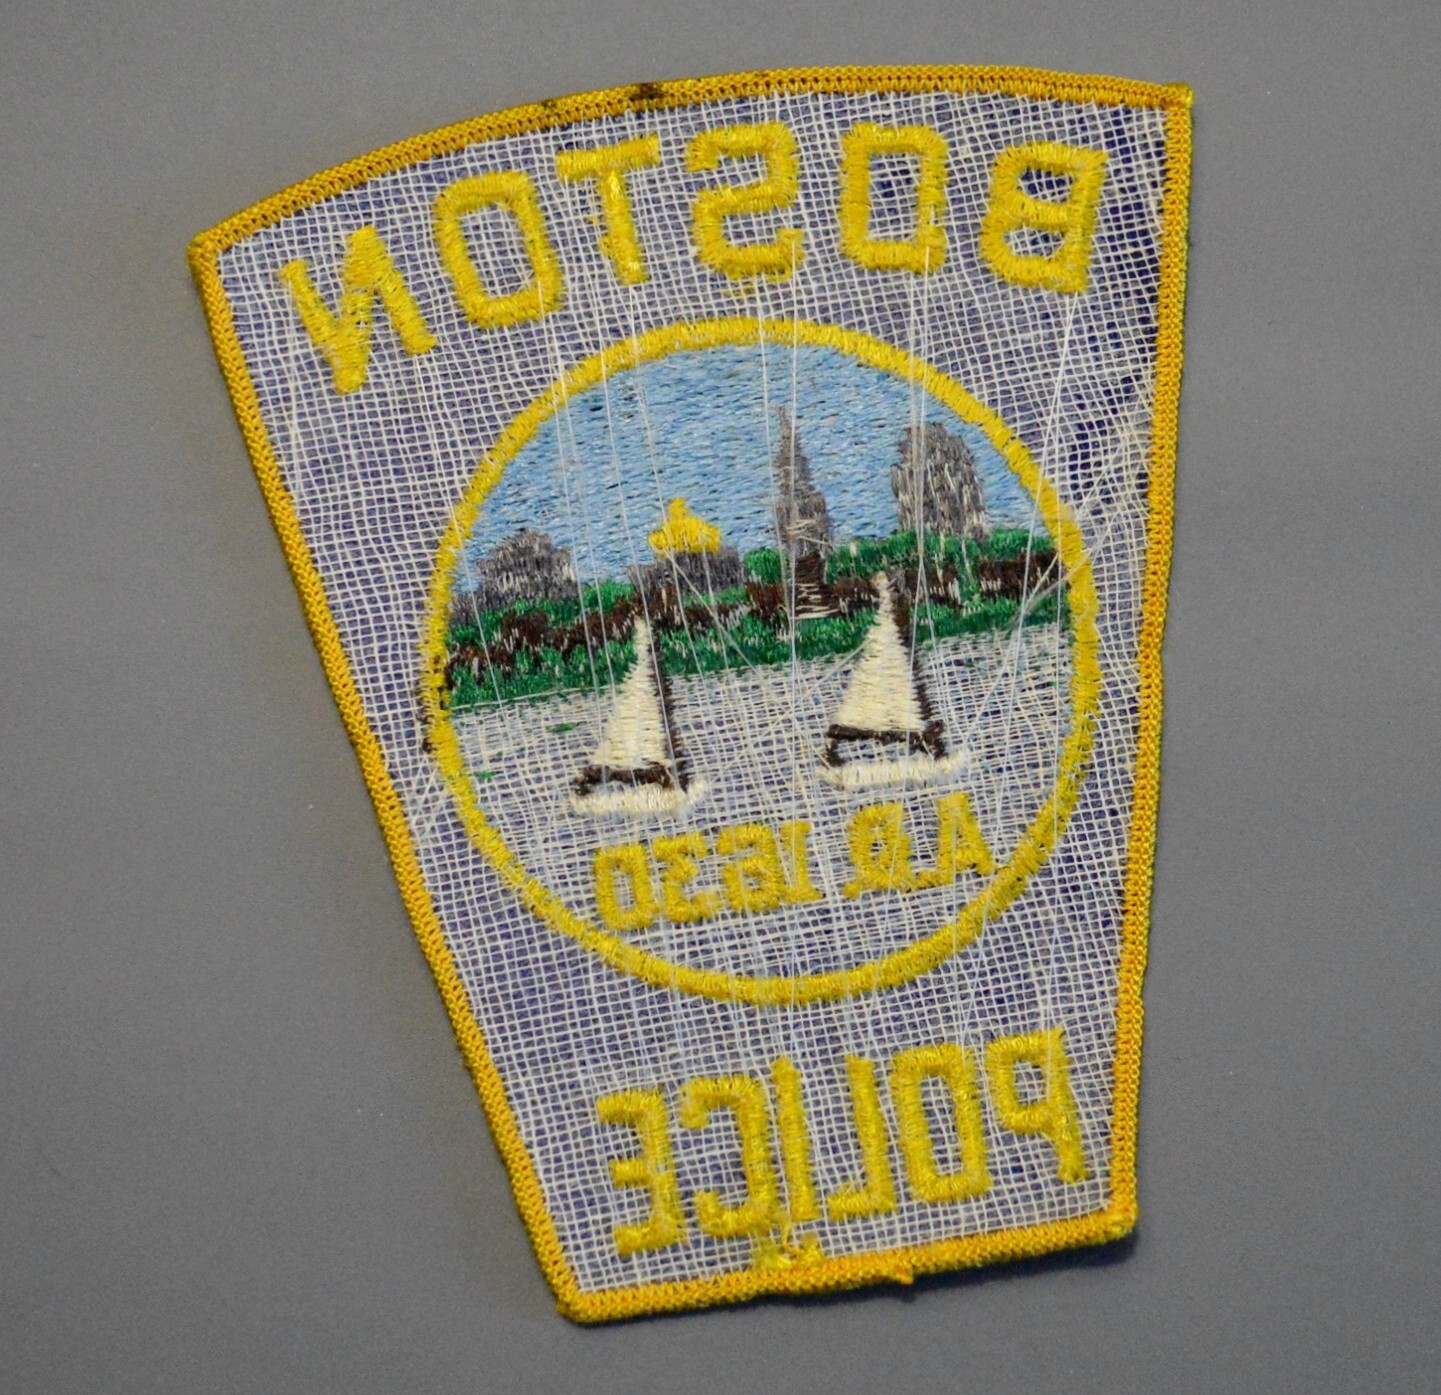 BOSTON
A.D. 1630
POLICE